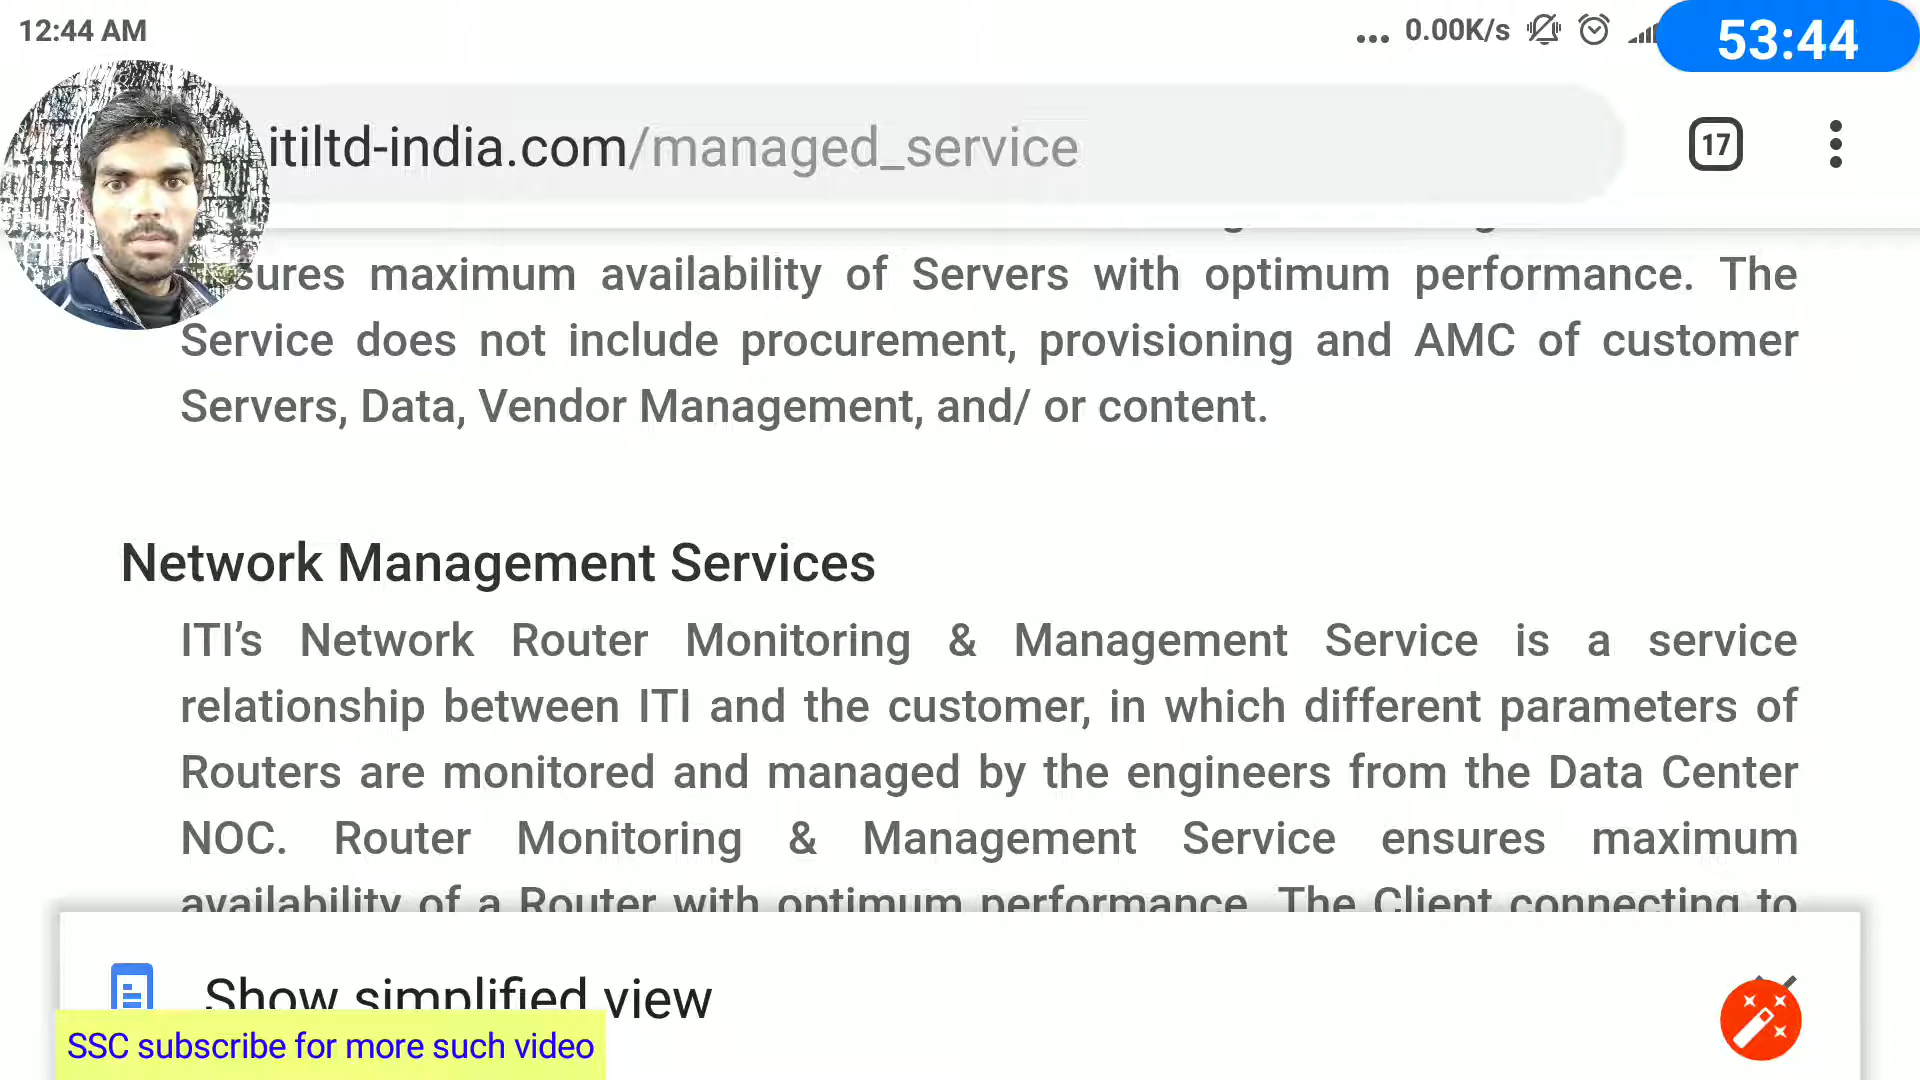 12:44 AM
... 0.00K/s
53:44
itiltd-india.com/managed_service
17
sures maximum availability of Servers with optimum performance. The
Service does not include procurement, provisioning and AMC of customer
Servers, Data, Vendor Management, and/ or content.
Network Management Services
ITI’s Network Router Monitoring & Management Service is a service
relationship between ITI and the customer, in which different parameters of
Routers are monitored and managed by the engineers from the Data Center
NOC. Router Monitoring & Management Service ensures maximum
availability of a Router with optimum performance. The Client connecting to
Show simplified view
SSC subscribe for more such video